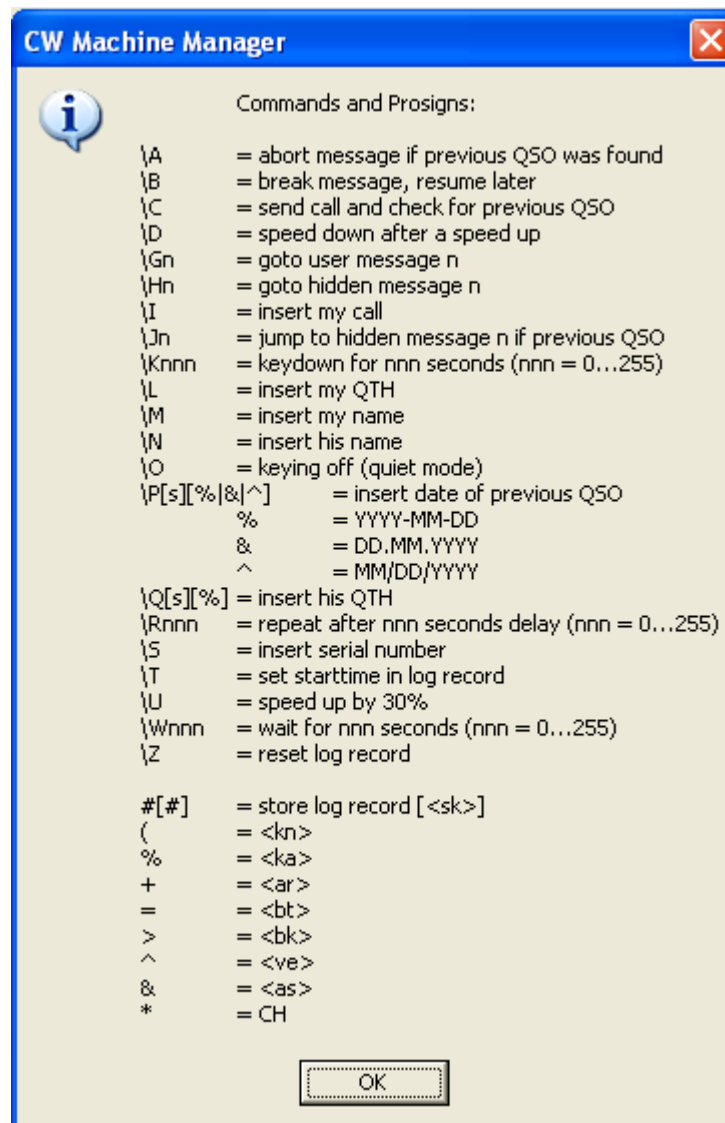 CW Machine Manager
Commands and Prosigns:
\A = abort message if previous QSO was found
\B = break message, resume later
\C = send call and check for previous QSO
\D = speed down after a speed up
\Gn = goto user message n
\Hn = goto hidden message n
\I = insert my call
\Jn = jump to hidden message n if previous QSO
\Knnn = keydown for nnn seconds (nnn = 0...255)
\L = insert my QTH
\M = insert my name
\N = insert his name
\O = keying off (quiet mode)
\P[s][%|&|^] = insert date of previous QSO
% = YYYY-MM-DD
& = DD.MM.YYYY
^ = MM/DD/YYYY
\Q[s][%] = insert his QTH
\Rnnn = repeat after nnn seconds delay (nnn = 0...255)
\S = insert serial number
\T = set starttime in log record
\U = speed up by 30%
\Wnnn = wait for nnn seconds (nnn = 0...255)
\Z = reset log record
#[#] = store log record [<sk>]
( = <kn>
% = <ka>
+ = <ar>
= = <bt>
> = <bk>
^ = <ve>
& = <as>
* = CH
OK